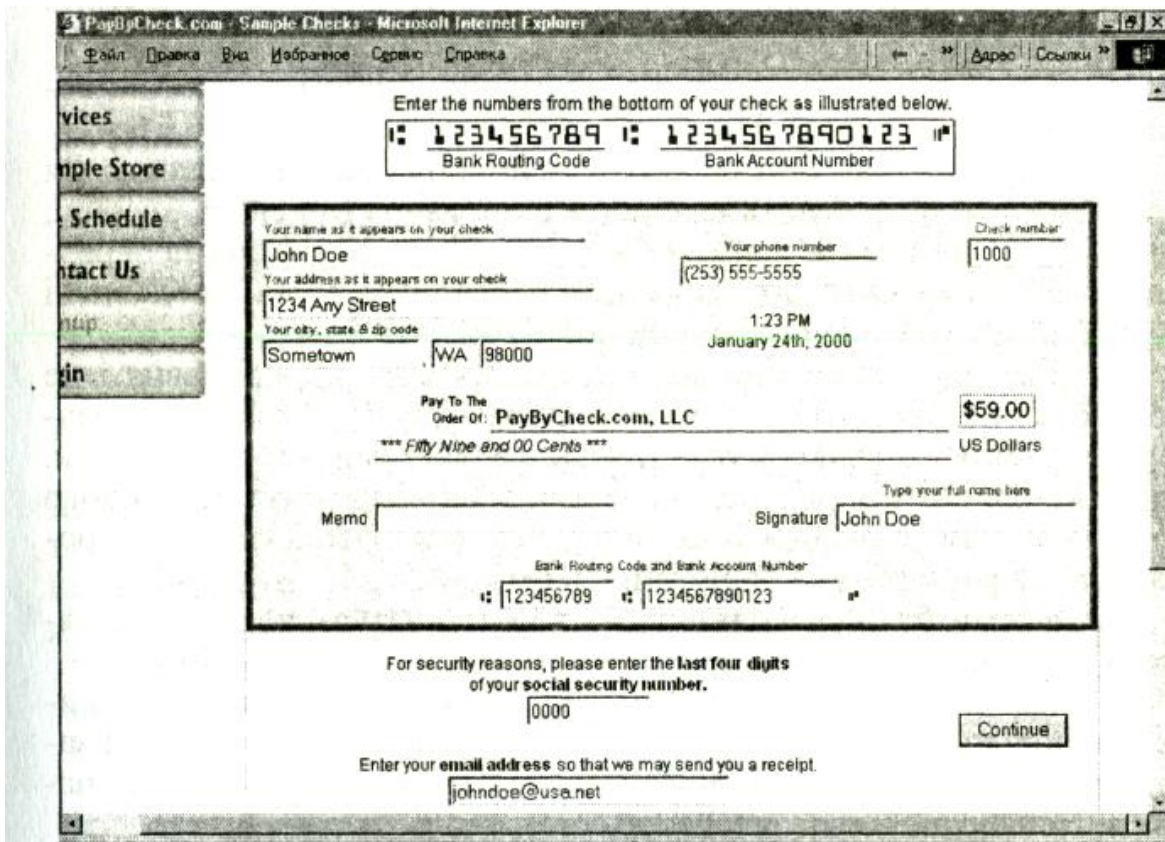 PayByCheck.com - Sample Checks - Microsoft Internet Explorer
Файл Правка Вид Избранное Сервис Справка Адрес Ссылки
vices
mple Store
Schedule
ntact Us
nup
gin
Enter the numbers from the bottom of your check as illustrated below.
⑆ 123456789 ⑆ 1234567890123 ⑈
Bank Routing Code Bank Account Number
Your name as it appears on your check
John Doe
Your phone number
(253) 555-5555
Check number
1000
Your address as it appears on your check
1234 Any Street
Your city, state & zip code
Sometown , WA 98000
1:23 PM
January 24th, 2000
Pay To The
Order Of: PayByCheck.com, LLC
$59.00
*** Fifty Nine and 00 Cents ***
US Dollars
Type your full name here
Memo
Signature John Doe
Bank Routing Code and Bank Account Number
⑆ 123456789 ⑆ 1234567890123 ⑈
For security reasons, please enter the last four digits
of your social security number.
0000
Continue
Enter your email address so that we may send you a receipt.
johndoe@usa.net